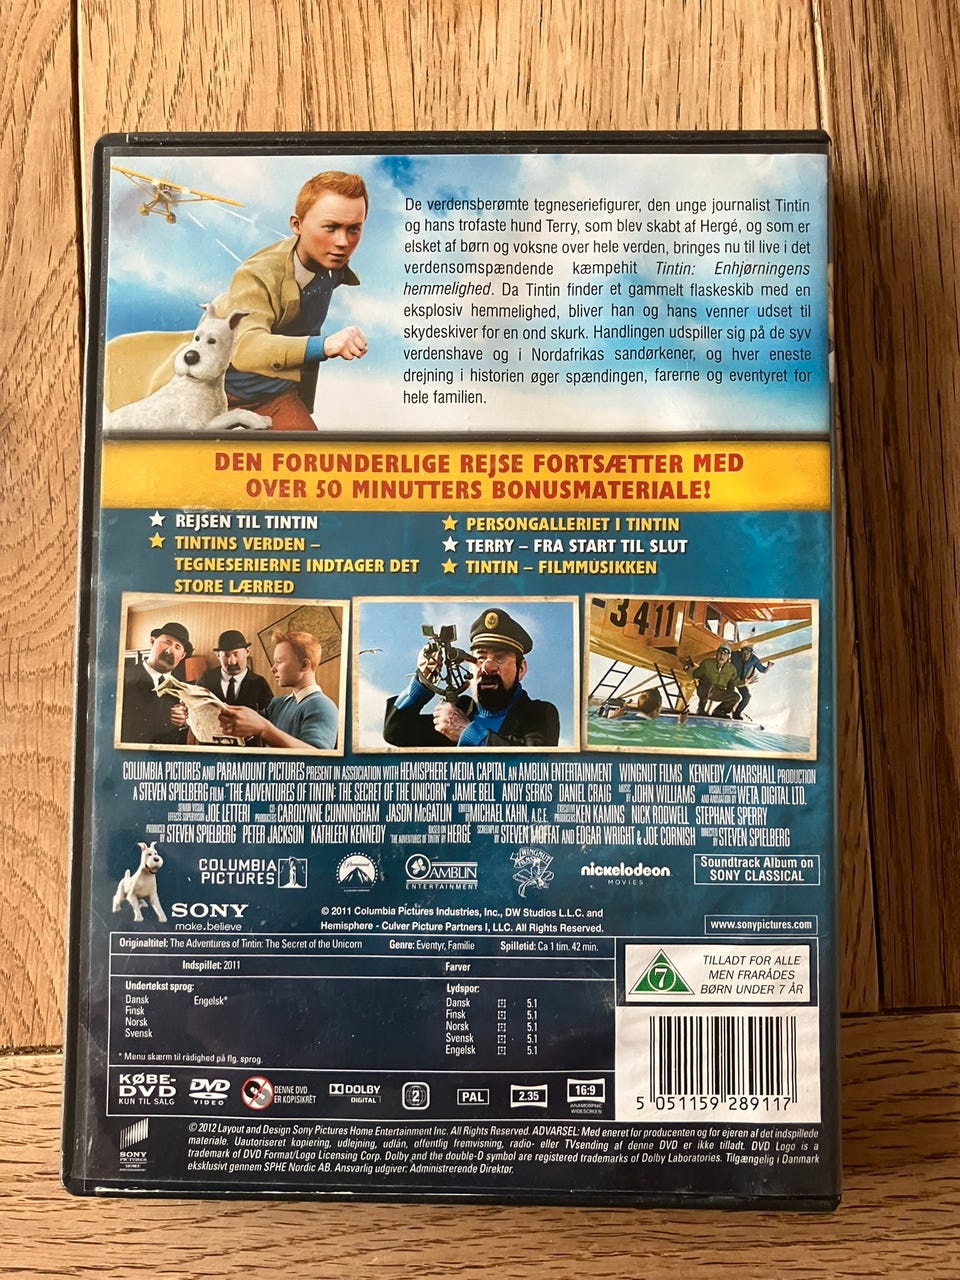 De verdensberømte tegneseriefigurer, den unge journalist Tintin
og hans trofaste hund Terry, som blev skabt af Hergé, og som er
elsket af børn og voksne over hele verden, bringes nu til live i det
verdensomspændende kæmpehit Tintin: Enhjørningens
hemmelighed. Da Tintin finder et gammelt flaskeskib med en
eksplosiv hemmelighed, bliver han og hans venner udset til
skydeskiver for en ond skurk. Handlingen udspiller sig på de syv
verdenshave og i Nordafrikas sandørkener, og hver eneste
drejning i historien øger spændingen, farerne og eventyret for
hele familien.
DEN FORUNDERLIGE REJSE FORTSÆTTER MED
OVER 50 MINUTTERS BONUSMATERIALE!
REJSEN TIL TINTIN
TINTINS VERDEN –
TEGNESERIERNE INDTAGER DET
STORE LÆRRED
PERSONGALLERIET I TINTIN
TERRY – FRA START TIL SLUT
TINTIN – FILMMUSIKKEN
3411
COLUMBIA PICTURES AND PARAMOUNT PICTURES PRESENT IN ASSOCIATION WITH HEMISPHERE MEDIA CAPITAL AN AMBLIN ENTERTAINMENT WINGNUT FILMS KENNEDY/MARSHALL PRODUCTION
A STEVEN SPIELBERG FILM "THE ADVENTURES OF TINTIN: THE SECRET OF THE UNICORN" JAMIE BELL ANDY SERKIS DANIEL CRAIG MUSIC BY JOHN WILLIAMS VISUAL EFFECTS AND ANIMATION BY WETA DIGITAL LTD.
SENIOR VISUAL EFFECTS SUPERVISOR JOE LETTERI CO-PRODUCERS CAROLYNNE CUNNINGHAM JASON McGATLIN EDITOR MICHAEL KAHN, A.C.E. EXECUTIVE PRODUCERS KEN KAMINS NICK RODWELL STEPHANE SPERRY
PRODUCED BY STEVEN SPIELBERG PETER JACKSON KATHLEEN KENNEDY BASED ON "THE ADVENTURES OF TINTIN" BY HERGÉ SCREENPLAY BY STEVEN MOFFAT AND EDGAR WRIGHT & JOE CORNISH DIRECTED BY STEVEN SPIELBERG
COLUMBIA
PICTURES
Paramount
AMBLIN
ENTERTAINMENT
WINGNUT
FILMS
nickelodeon
MOVIES
Soundtrack Album on
SONY CLASSICAL
SONY
make.believe
© 2011 Columbia Pictures Industries, Inc., DW Studios L.L.C. and
Hemisphere - Culver Picture Partners I, LLC. All Rights Reserved.
www.sonypictures.com
Originaltitel: The Adventures of Tintin: The Secret of the Unicorn Genre: Eventyr, Familie Spilletid: Ca 1 tim. 42 min.
Indspillet: 2011 Farver
Undertekst sprog:
Dansk Engelsk*
Finsk
Norsk
Svensk
* Menu skærm til rådighed på flg. sprog.
Lydspor:
Dansk 5.1
Finsk 5.1
Norsk 5.1
Svensk 5.1
Engelsk 5.1
7
TILLADT FOR ALLE
MEN FRARÅDES
BØRN UNDER 7 ÅR
5 051159 289117
KØBE-
DVD
KUN TIL SALG
DVD
VIDEO
DENNE DVD
ER KOPISIKRET
DOLBY
DIGITAL
2
PAL
2.35
16:9
ANAMORPHIC
WIDESCREEN
SONY
PICTURES
HOME
ENTERTAINMENT
© 2012 Layout and Design Sony Pictures Home Entertainment Inc. All Rights Reserved. ADVARSEL: Med eneret for producenten og for ejeren af det indspillede
materiale. Uautoriseret kopiering, udlejning, udlån, offentlig fremvisning, radio- eller TVsending af denne DVD er ikke tilladt. DVD Logo is a
trademark of DVD Format/Logo Licensing Corp. Dolby and the double-D symbol are registered trademarks of Dolby Laboratories. Tilgængelig i Danmark
eksklusivt gennem SPHE Nordic AB. Ansvarlig udgiver: Administrerende Direktør.